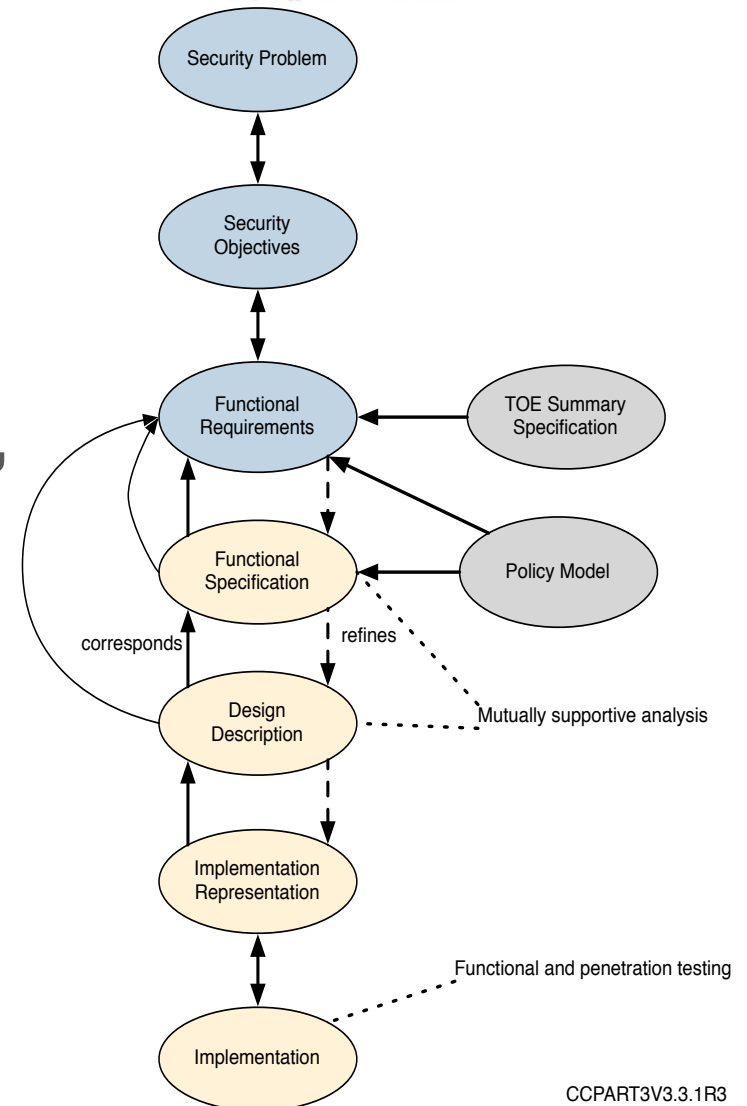 Security Problem
Security
Objectives
Functional
Requirements
TOE Summary
Specification
Functional
Specification
Policy Model
corresponds
refines
Design
Description
Mutually supportive analysis
Implementation
Representation
Functional and penetration testing
Implementation
CCPART3V3.3.1R3